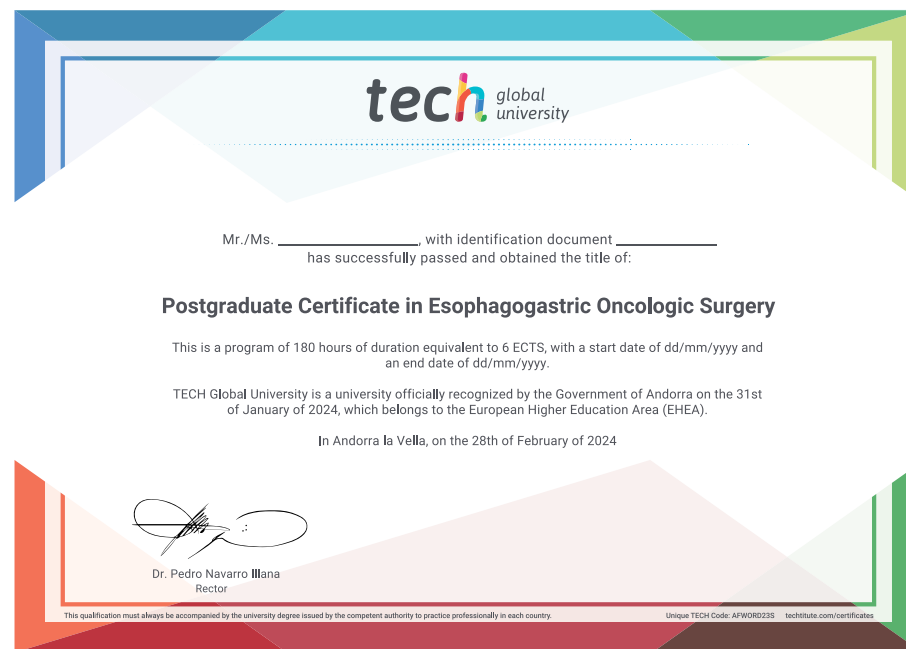 tech global university
Mr./Ms. ____________, with identification document ____________
has successfully passed and obtained the title of:
Postgraduate Certificate in Esophagogastric Oncologic Surgery
This is a program of 180 hours of duration equivalent to 6 ECTS, with a start date of dd/mm/yyyy and
an end date of dd/mm/yyyy.
TECH Global University is a university officially recognized by the Government of Andorra on the 31st
of January of 2024, which belongs to the European Higher Education Area (EHEA).
In Andorra la Vella, on the 28th of February of 2024
Dr. Pedro Navarro Illana
Rector
This qualification must always be accompanied by the university degree issued by the competent authority to practice professionally in each country.
Unique TECH Code: AFWORD23S techtitute.com/certificates